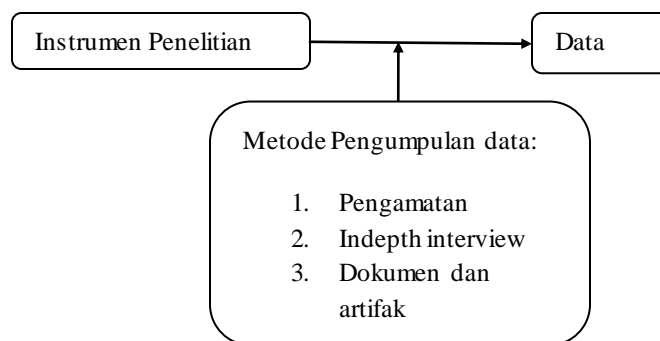 Instrumen Penelitian
Data
Metode Pengumpulan data:
1. Pengamatan
2. Indepth interview
3. Dokumen dan
artifak